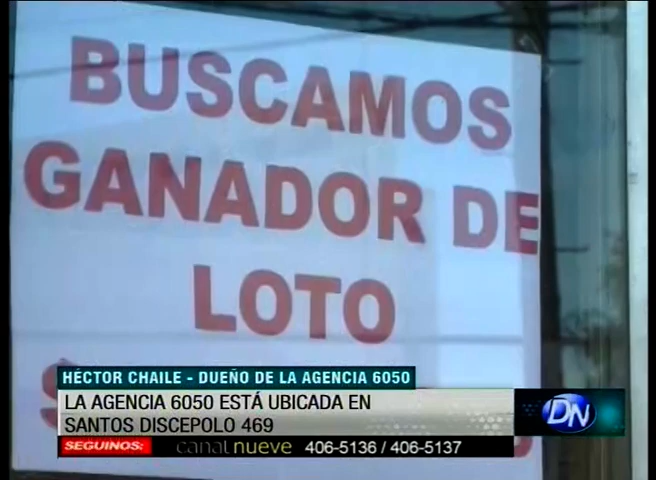 BUSCAMOS
GANADOR DE
LOTO
HÉCTOR CHAILE - DUEÑO DE LA AGENCIA 6050
LA AGENCIA 6050 ESTÁ UBICADA EN
SANTOS DISCEPOLO 469
DN
SEGUINOS: canal nueve 406-5136 / 406-5137